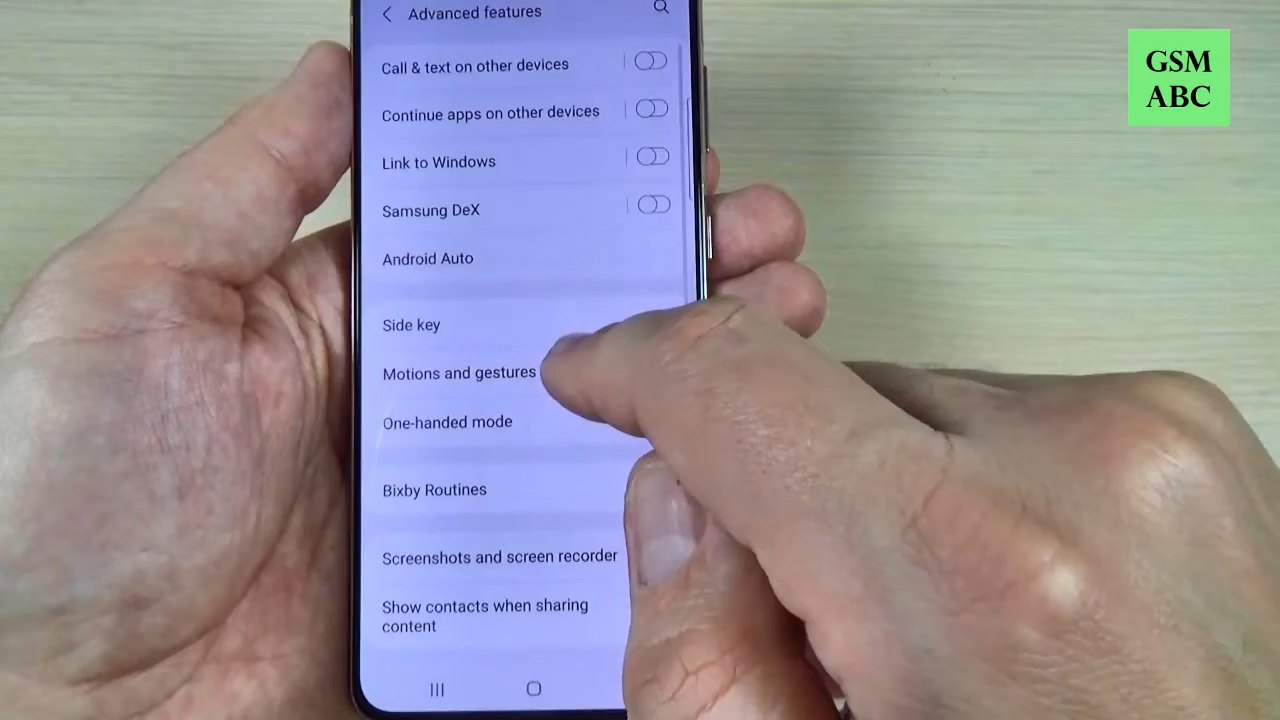 Advanced features
GSM
ABC
Call & text on other devices
Continue apps on other devices
Link to Windows
Samsung DeX
Android Auto
Side key
Motions and gestures
One-handed mode
Bixby Routines
Screenshots and screen recorder
Show contacts when sharing
content